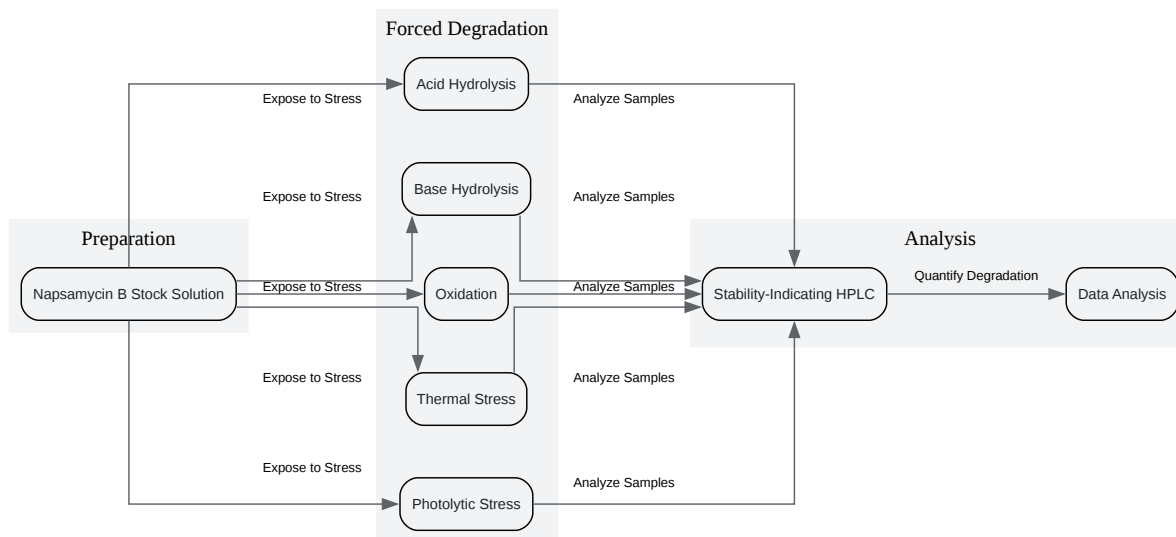 Forced Degradation
Acid Hydrolysis
Expose to Stress
Analyze Samples
Base Hydrolysis
Expose to Stress
Analyze Samples
Preparation
Analysis
Napsamycin B Stock Solution
Expose to Stress
Oxidation
Analyze Samples
Stability-Indicating HPLC
Quantify Degradation
Data Analysis
Expose to Stress
Analyze Samples
Thermal Stress
Expose to Stress
Analyze Samples
Photolytic Stress